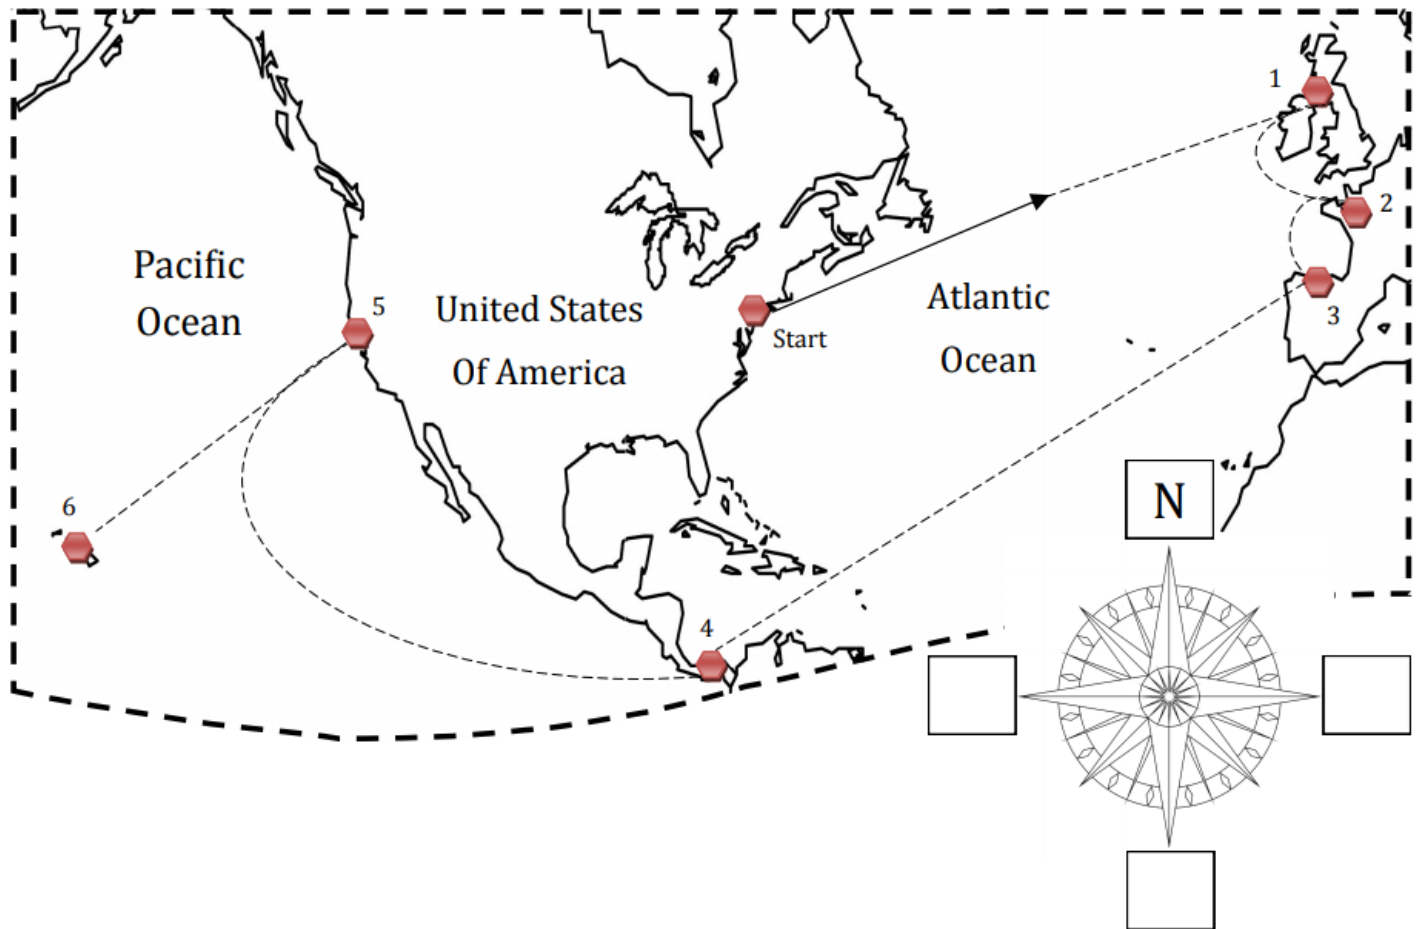 1
2
Pacific
Ocean
5
United States
Of America
Start
Atlantic
Ocean
3
6
N
4